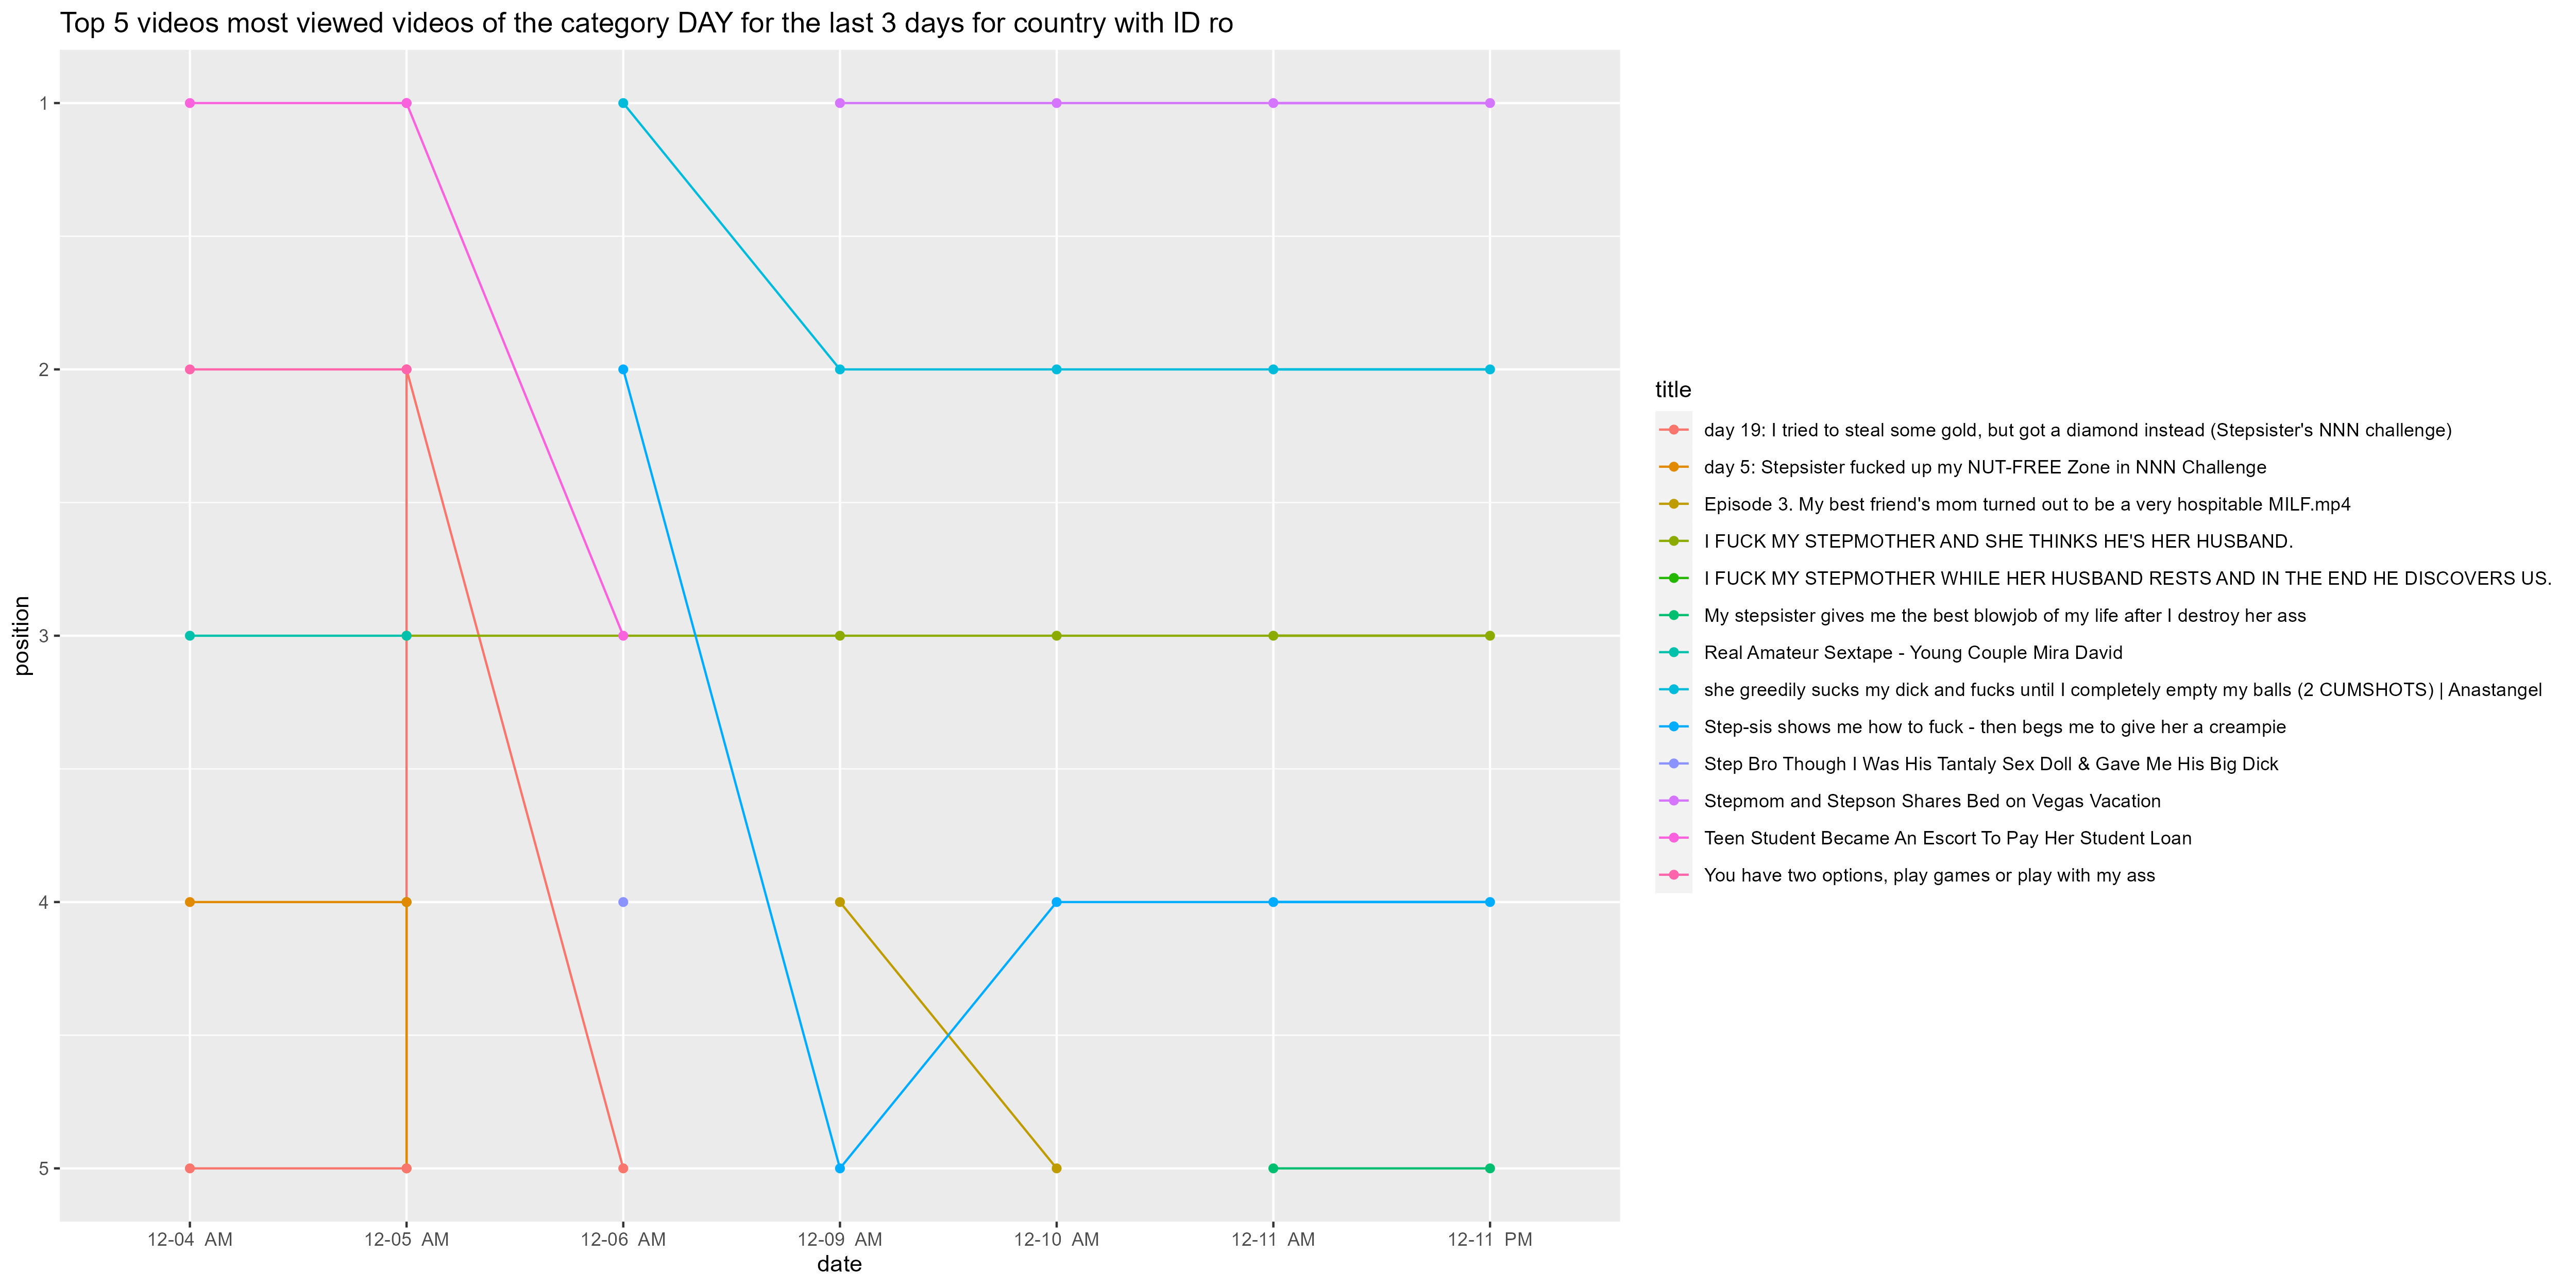 Top 5 videos most viewed videos of the category DAY for the last 3 days for country with ID ro
position
1
2
3
4
5
12-04 AM
12-05 AM
12-06 AM
12-09 AM
12-10 AM
12-11 AM
12-11 PM
date
title
day 19: I tried to steal some gold, but got a diamond instead (Stepsister's NNN challenge)
day 5: Stepsister fucked up my NUT-FREE Zone in NNN Challenge
Episode 3. My best friend's mom turned out to be a very hospitable MILF.mp4
I FUCK MY STEPMOTHER AND SHE THINKS HE'S HER HUSBAND.
I FUCK MY STEPMOTHER WHILE HER HUSBAND RESTS AND IN THE END HE DISCOVERS US.
My stepsister gives me the best blowjob of my life after I destroy her ass
Real Amateur Sextape - Young Couple Mira David
she greedily sucks my dick and fucks until I completely empty my balls (2 CUMSHOTS) | Anastangel
Step-sis shows me how to fuck - then begs me to give her a creampie
Step Bro Though I Was His Tantaly Sex Doll & Gave Me His Big Dick
Stepmom and Stepson Shares Bed on Vegas Vacation
Teen Student Became An Escort To Pay Her Student Loan
You have two options, play games or play with my ass